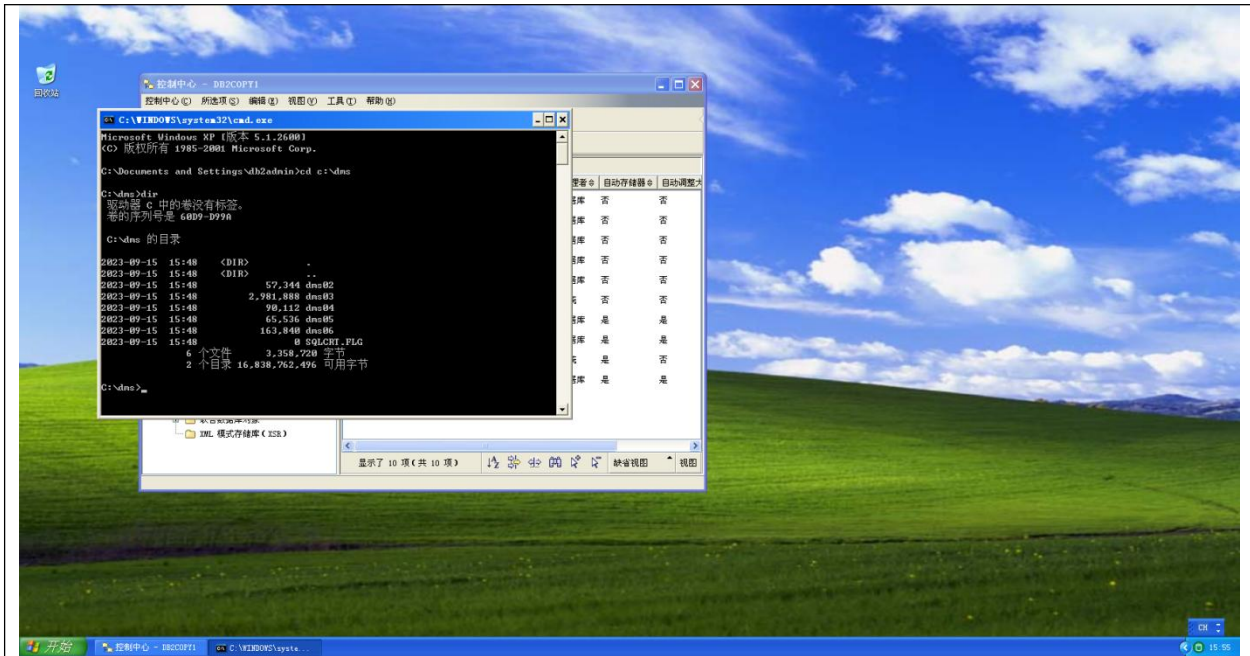 回收站
控制中心 - DB2COPY1
控制中心(C) 所选项(S) 编辑(E) 视图(V) 工具(T) 帮助(H)
C:\WINDOWS\system32\cmd.exe
Microsoft Windows XP [版本 5.1.2600]
(C) 版权所有 1985-2001 Microsoft Corp.
C:\Documents and Settings\db2admin>cd c:\dms
C:\dms>dir
驱动器 C 中的卷没有标签。
卷的序列号是 60D9-D99A
C:\dms 的目录
2023-09-15 15:48 <DIR> .
2023-09-15 15:48 <DIR> ..
2023-09-15 15:48 57,344 dms02
2023-09-15 15:48 2,981,888 dms03
2023-09-15 15:48 90,112 dms04
2023-09-15 15:48 65,536 dms05
2023-09-15 15:48 163,840 dms06
2023-09-15 15:48 0 SQLCRT.FLG
6 个文件 3,358,720 字节
2 个目录 16,838,762,496 可用字节
C:\dms>_
理者 自动存储器 自动调整大
库 否 否
库 否 否
库 否 否
库 否 否
库 否 否
否 否
库 是 是
库 是 是
是 否
库 是 是
XML 模式存储库(XSR)
显示了 10 项(共 10 项) 缺省视图 视图
开始 控制中心 - DB2COPY1 C:\WINDOWS\syste...
CH
15:55